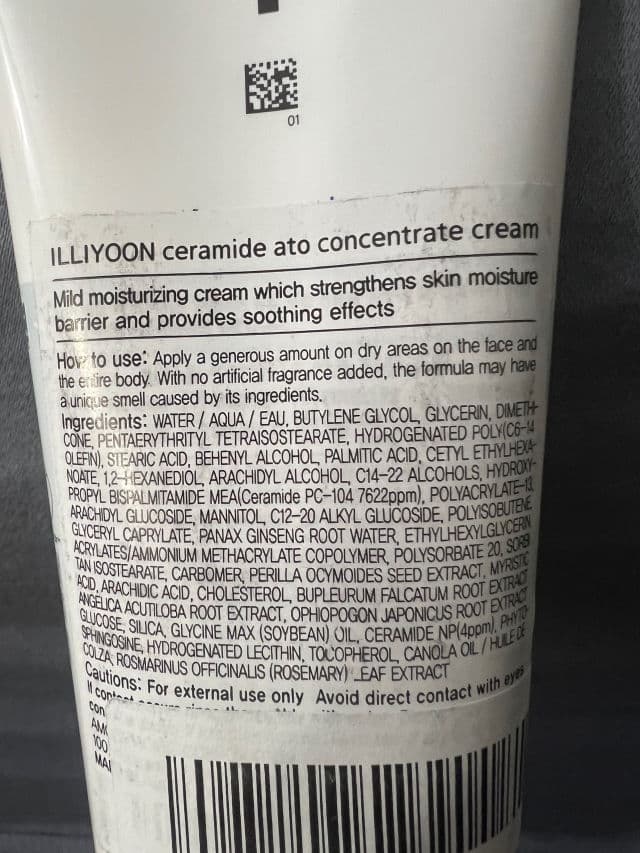 01
ILLIYOON ceramide ato concentrate cream
Mild moisturizing cream which strengthens skin moisture
barrier and provides soothing effects
How to use: Apply a generous amount on dry areas on the face and
the entire body. With no artificial fragrance added, the formula may have
a unique smell caused by its ingredients.
Ingredients: WATER / AQUA / EAU, BUTYLENE GLYCOL, GLYCERIN, DIMETH-
CONE, PENTAERYTHRITYL TETRAISOSTEARATE, HYDROGENATED POLY(C6-14
OLEFIN), STEARIC ACID, BEHENYL ALCOHOL, PALMITIC ACID, CETYL ETHYLHEXA-
NOATE, 1,2-HEXANEDIOL, ARACHIDYL ALCOHOL, C14-22 ALCOHOLS, HYDROXY-
PROPYL BISPALMITAMIDE MEA(Ceramide PC-104 7622ppm), POLYACRYLATE-13,
ARACHIDYL GLUCOSIDE, MANNITOL, C12-20 ALKYL GLUCOSIDE, POLYISOBUTENE,
GLYCERYL CAPRYLATE, PANAX GINSENG ROOT WATER, ETHYLHEXYLGLYCERIN,
ACRYLATES/AMMONIUM METHACRYLATE COPOLYMER, POLYSORBATE 20, SORB
TAN ISOSTEARATE, CARBOMER, PERILLA OCYMOIDES SEED EXTRACT, MYRISTIC
ACID, ARACHIDIC ACID, CHOLESTEROL, BUPLEURUM FALCATUM ROOT EXTRACT,
ANGELICA ACUTILOBA ROOT EXTRACT, OPHIOPOGON JAPONICUS ROOT EXTRACT,
GLUCOSE, SILICA, GLYCINE MAX (SOYBEAN) OIL, CERAMIDE NP(4ppm), PHYTO-
SPHINGOSINE, HYDROGENATED LECITHIN, TOCOPHEROL, CANOLA OIL / HUILE DE
COLZA, ROSMARINUS OFFICINALIS (ROSEMARY) LEAF EXTRACT
Cautions: For external use only Avoid direct contact with eyes
If
con
AM
100
MA